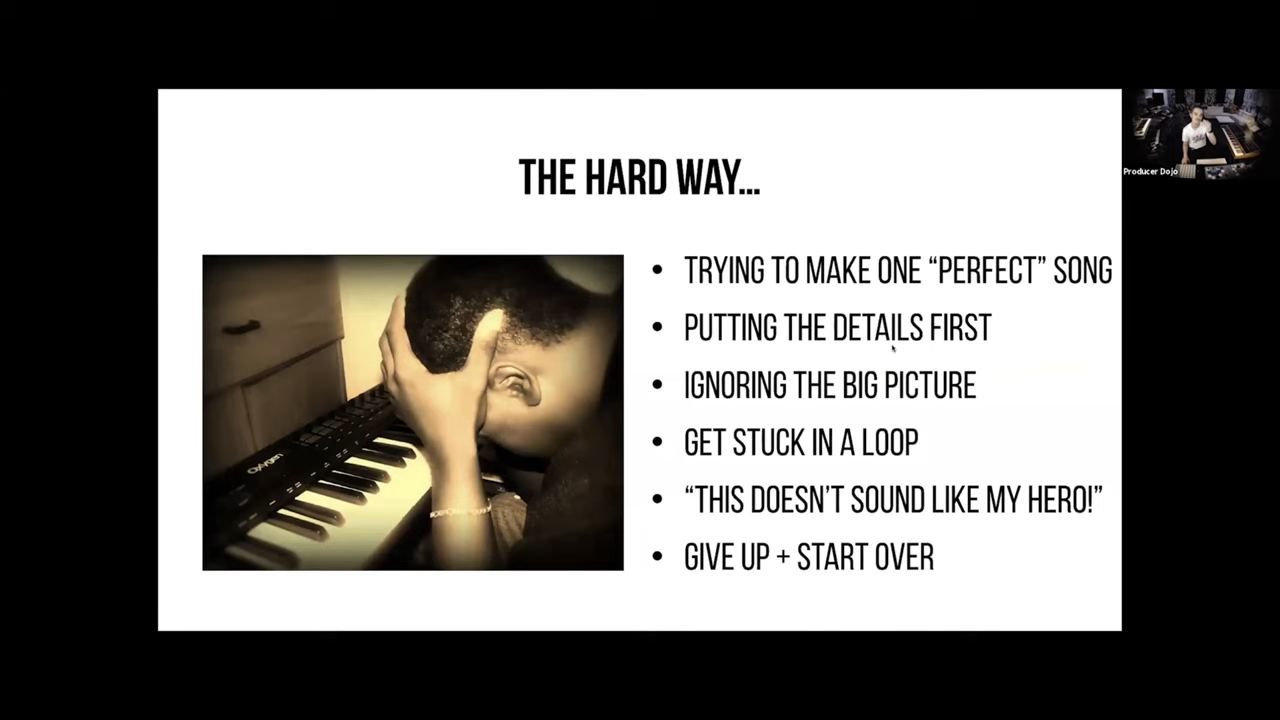 THE HARD WAY...
TRYING TO MAKE ONE “PERFECT” SONG
PUTTING THE DETAILS FIRST
IGNORING THE BIG PICTURE
GET STUCK IN A LOOP
“THIS DOESN’T SOUND LIKE MY HERO!”
GIVE UP + START OVER
Oxygen
Producer Dojo